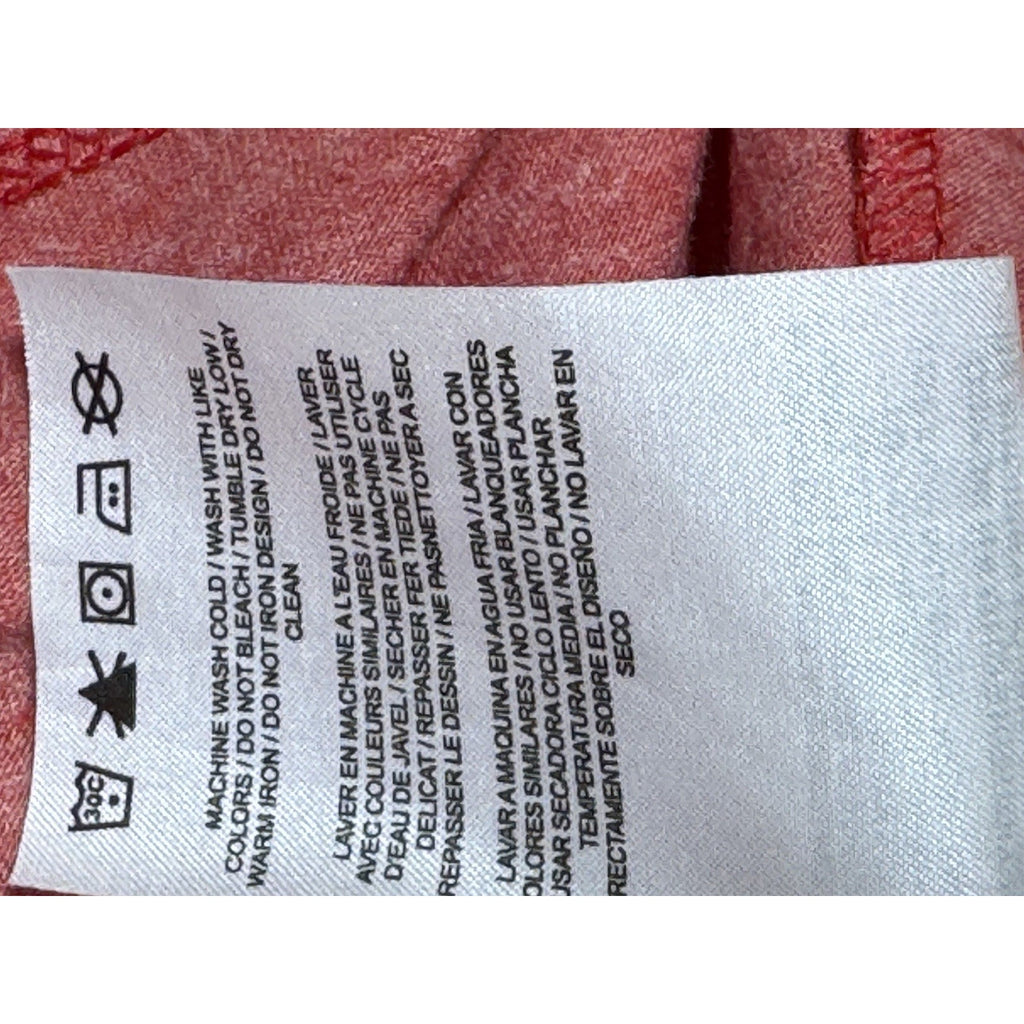 30C
MACHINE WASH COLD / WASH WITH LIKE
COLORS / DO NOT BLEACH / TUMBLE DRY LOW /
WARM IRON / DO NOT IRON DESIGN / DO NOT DRY
CLEAN
LAVER EN MACHINE A L'EAU FROIDE / LAVER
AVEC COULEURS SIMILAIRES / NE PAS UTILISER
D'EAU DE JAVEL / SECHER EN MACHINE CYCLE
DELICAT / REPASSER FER TIEDE / NE PAS
REPASSER LE DESSIN / NE PASNETTOYER A SEC
LAVAR A MAQUINA EN AGUA FRIA / LAVAR CON
OLORES SIMILARES / NO USAR BLANQUEADORES
USAR SECADORA CICLO LENTO / USAR PLANCHA
TEMPERATURA MEDIA / NO PLANCHAR
RECTAMENTE SOBRE EL DISEÑO / NO LAVAR EN
SECO